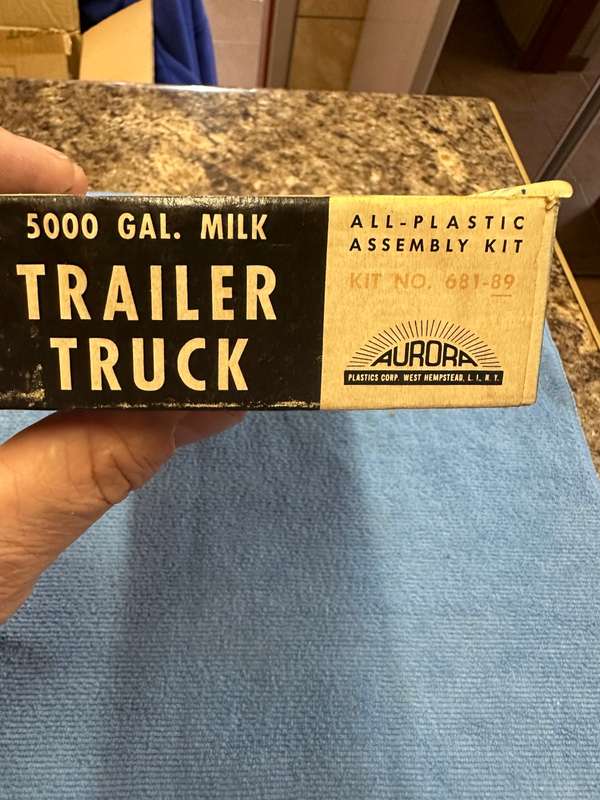 5000 GAL. MILK
TRAILER
TRUCK
ALL-PLASTIC
ASSEMBLY KIT
KIT NO. 681-89
AURORA
PLASTICS CORP. WEST HEMPSTEAD, L. I., N. Y.